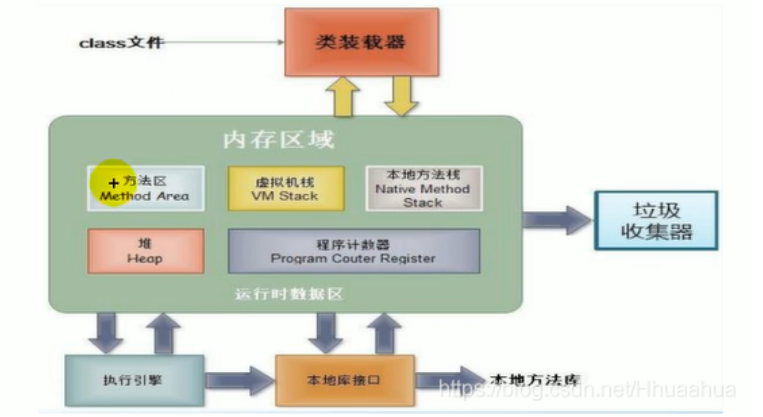 class文件
类装载器
内存区域
方法区
Method Area
虚拟机栈
VM Stack
本地方法栈
Native Method
Stack
堆
Heap
程序计数器
Program Couter Register
运行时数据区
垃圾
收集器
执行引擎
本地库接口
本地方法库
https://blog.csdn.net/Hhuaahua